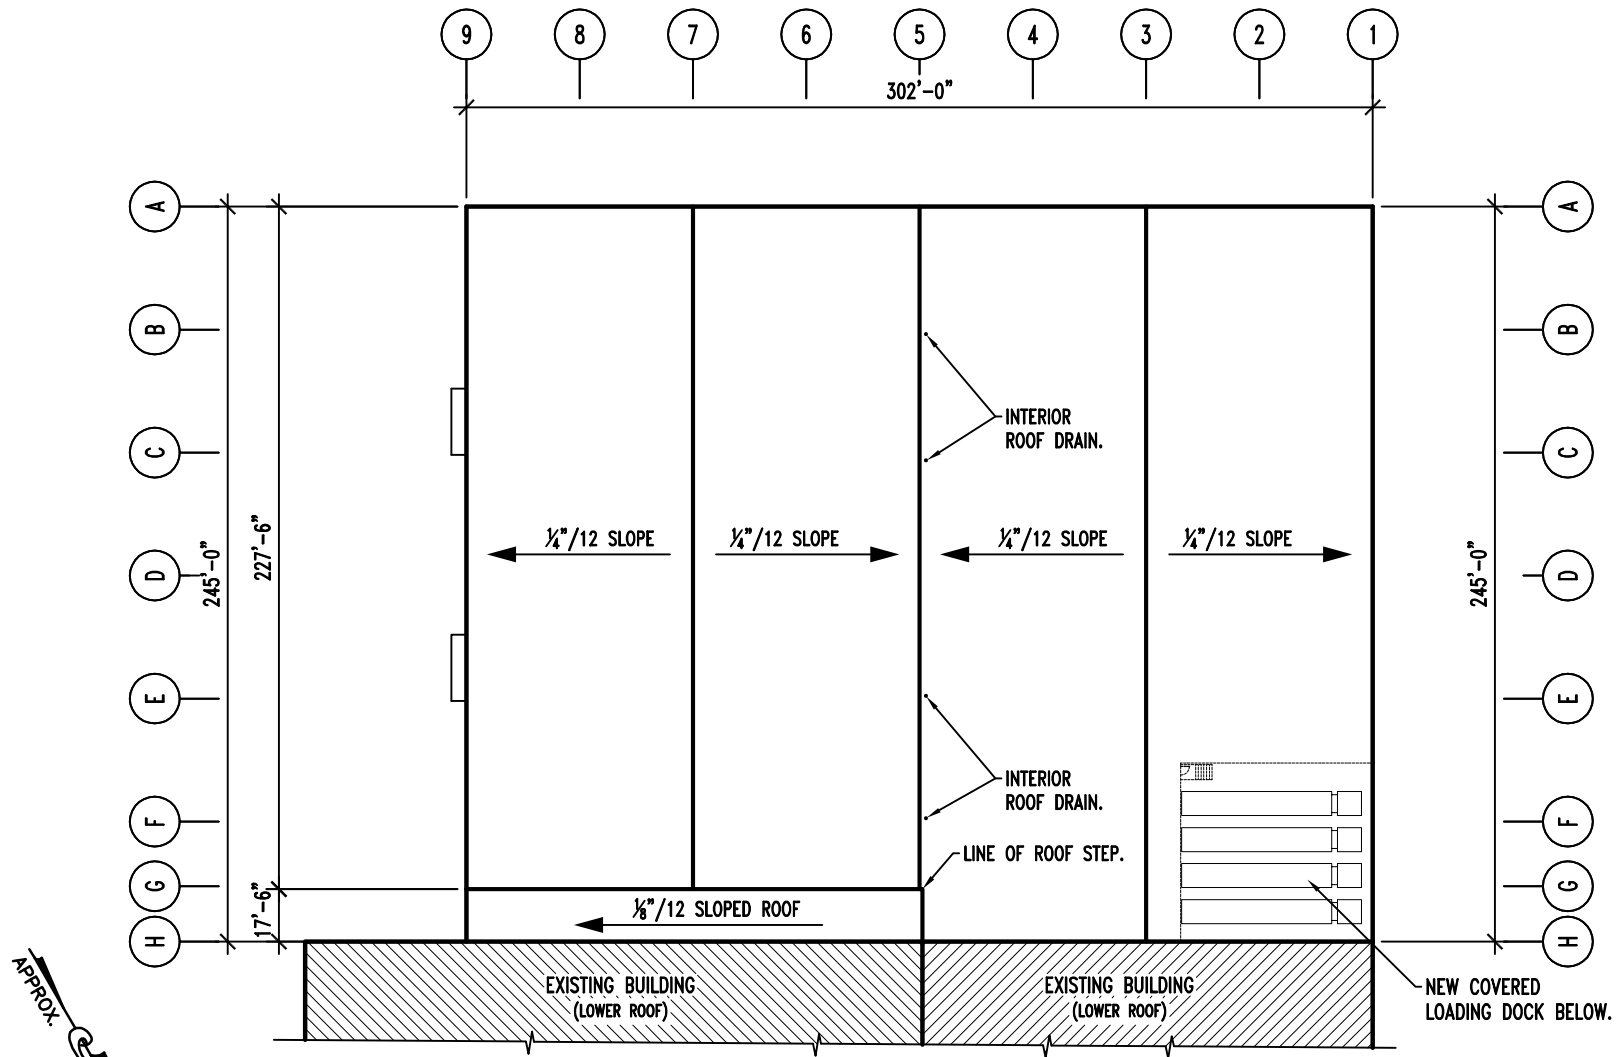 9 8 7 6 5 4 3 2 1
302'-0"
A A
B B
INTERIOR
ROOF DRAIN.
C C
227'-6"
245'-0"
245'-0"
¼"/12 SLOPE ¼"/12 SLOPE ¼"/12 SLOPE ¼"/12 SLOPE
D D
E E
INTERIOR
ROOF DRAIN.
F F
LINE OF ROOF STEP.
G G
17'-6"
⅛"/12 SLOPED ROOF
H H
EXISTING BUILDING
(LOWER ROOF)
EXISTING BUILDING
(LOWER ROOF)
NEW COVERED
LOADING DOCK BELOW.
APPROX.